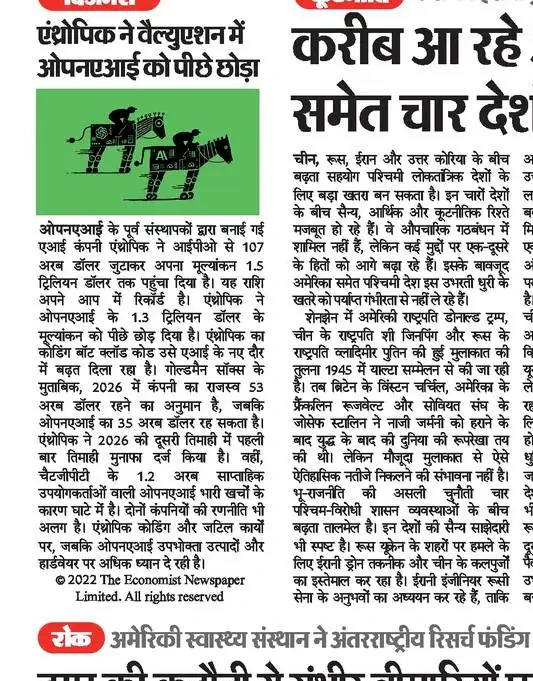 एंथ्रोपिक ने वैल्युएशन में
ओपनएआई को पीछे छोड़ा
ओपनएआई के पूर्व संस्थापकों द्वारा बनाई गई
एआई कंपनी एंथ्रोपिक ने आईपीओ से 107
अरब डॉलर जुटाकर अपना मूल्यांकन 1.5
ट्रिलियन डॉलर तक पहुंचा दिया है। यह राशि
अपने आप में रिकॉर्ड है। एंथ्रोपिक ने
ओपनएआई के 1.3 ट्रिलियन डॉलर के
मूल्यांकन को पीछे छोड़ दिया है। एंथ्रोपिक का
कोडिंग बॉट क्लॉड कोड उसे एआई के नए दौर
में बढ़त दिला रहा है। गोल्डमैन सॉक्स के
मुताबिक, 2026 में कंपनी का राजस्व 53
अरब डॉलर रहने का अनुमान है, जबकि
ओपनएआई का 35 अरब डॉलर रह सकता है।
एंथ्रोपिक ने 2026 की दूसरी तिमाही में पहली
बार तिमाही मुनाफा दर्ज किया है। वहीं,
चैटजीपीटी के 1.2 अरब साप्ताहिक
उपयोगकर्ताओं वाली ओपनएआई भारी खर्चों के
कारण घाटे में है। दोनों कंपनियों की रणनीति भी
अलग है। एंथ्रोपिक कोडिंग और जटिल कार्यों
पर, जबकि ओपनएआई उपभोक्ता उत्पादों और
हार्डवेयर पर अधिक ध्यान दे रही है।
© 2022 The Economist Newspaper
Limited. All rights reserved
करीब आ रहे
समेत चार देशों
चीन, रूस, ईरान और उत्तर कोरिया के बीच
बढ़ता सहयोग पश्चिमी लोकतांत्रिक देशों के
लिए बड़ा खतरा बन सकता है। इन चारों देशों
के बीच सैन्य, आर्थिक और कूटनीतिक रिश्ते
मजबूत हो रहे हैं। वे औपचारिक गठबंधन में
शामिल नहीं हैं, लेकिन कई मुद्दों पर एक-दूसरे
के हितों को आगे बढ़ा रहे हैं। इसके बावजूद
अमेरिका समेत पश्चिमी देश इस उभरती धुरी के
खतरे को पर्याप्त गंभीरता से नहीं ले रहे हैं।
शेनझेन में अमेरिकी राष्ट्रपति डोनाल्ड ट्रम्प,
चीन के राष्ट्रपति शी जिनपिंग और रूस के
राष्ट्रपति व्लादिमीर पुतिन की हुई मुलाकात की
तुलना 1945 में याल्टा सम्मेलन से की जा रही
है। तब ब्रिटेन के विंस्टन चर्चिल, अमेरिका के
फ्रैंकलिन रूजवेल्ट और सोवियत संघ के
जोसेफ स्टालिन ने नाजी जर्मनी को हराने के
बाद युद्ध के बाद की दुनिया की रूपरेखा तय
की थी। लेकिन मौजूदा मुलाकात से ऐसे
ऐतिहासिक नतीजे निकलने की संभावना नहीं है।
भू-राजनीति की असली चुनौती चार
पश्चिम-विरोधी शासन व्यवस्थाओं के बीच
बढ़ता तालमेल है। इन देशों की सैन्य साझेदारी
भी स्पष्ट है। रूस यूक्रेन के शहरों पर हमले के
लिए ईरानी ड्रोन तकनीक और चीन के कलपुर्जों
का इस्तेमाल कर रहा है। ईरानी इंजीनियर रूसी
सेना के अनुभवों का अध्ययन कर रहे हैं, ताकि
रोक अमेरिकी स्वास्थ्य संस्थान ने अंतरराष्ट्रीय रिसर्च फंडिंग